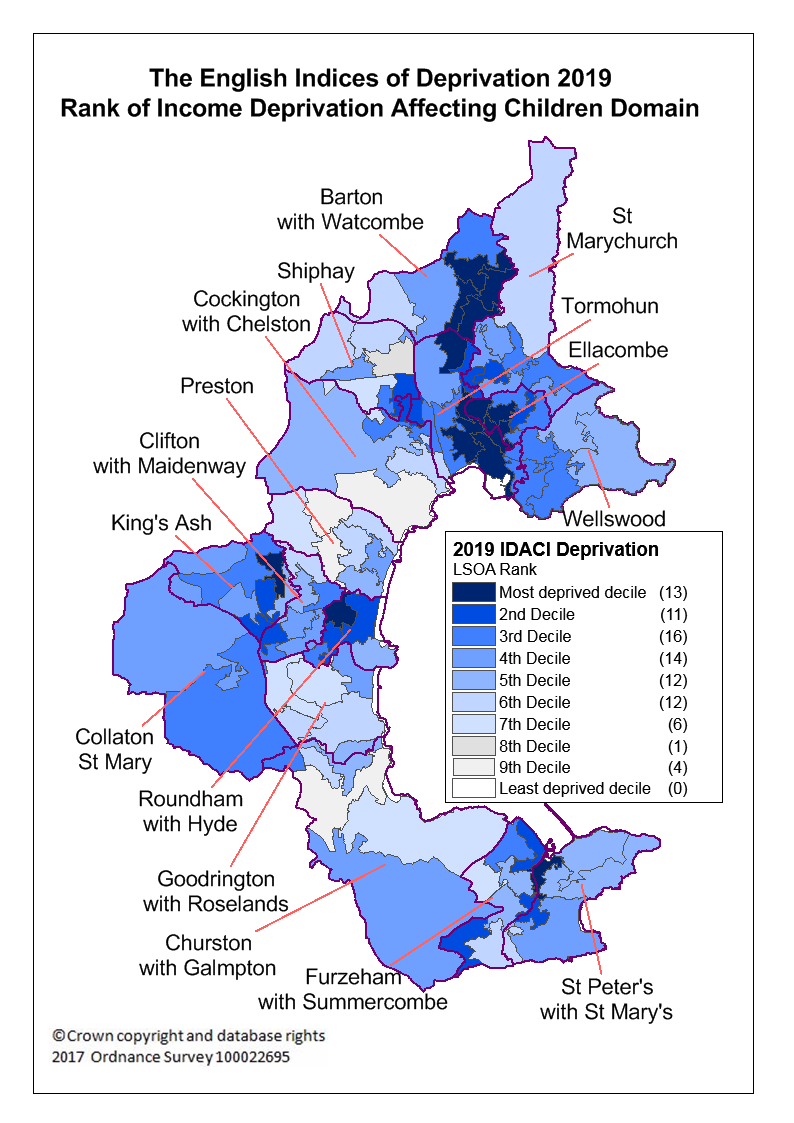 The English Indices of Deprivation 2019
Rank of Income Deprivation Affecting Children Domain
Barton
with Watcombe
St
Marychurch
Shiphay
Cockington
with Chelston
Tormohun
Ellacombe
Preston
Clifton
with Maidenway
King's Ash
Wellswood
2019 IDACI Deprivation
LSOA Rank
Most deprived decile (13)
2nd Decile (11)
3rd Decile (16)
4th Decile (14)
5th Decile (12)
6th Decile (12)
7th Decile (6)
8th Decile (1)
9th Decile (4)
Least deprived decile (0)
Collaton
St Mary
Roundham
with Hyde
Goodrington
with Roselands
Churston
with Galmpton
Furzeham
with Summercombe
St Peter's
with St Mary's
©Crown copyright and database rights
2017 Ordnance Survey 100022695